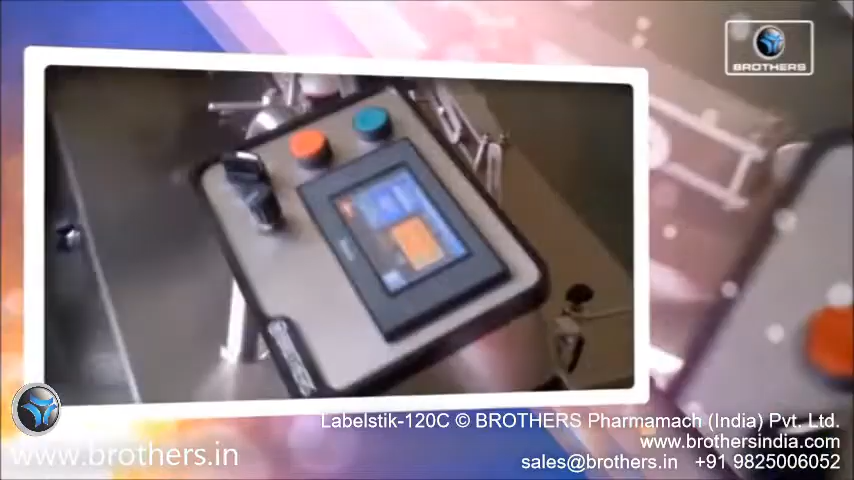 BROTHERS
Labelstik-120C © BROTHERS Pharmamach (India) Pvt. Ltd.
www.brothersindia.com
www.brothers.in
sales@brothers.in +91 9825006052